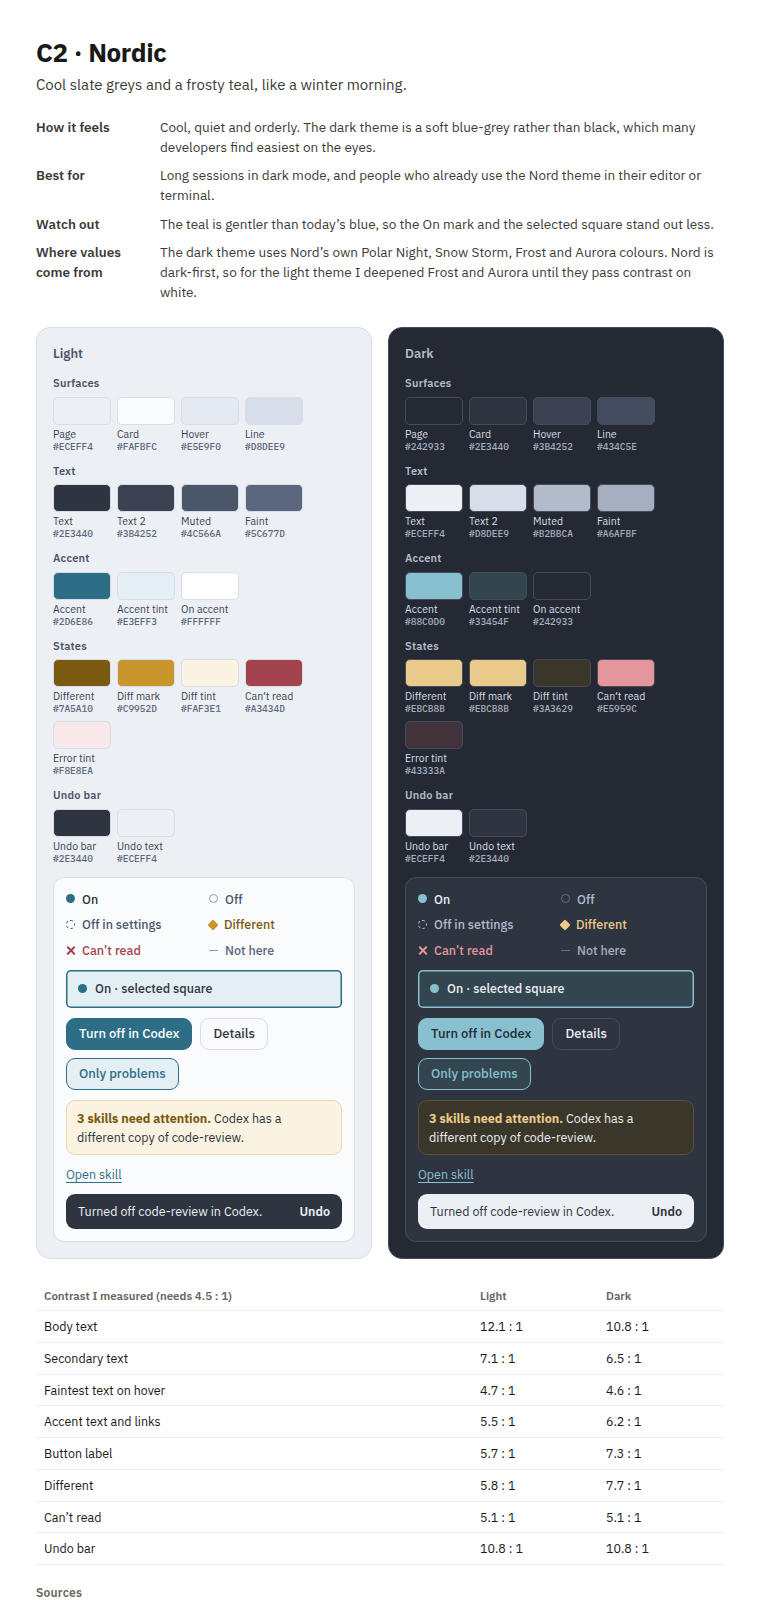 C2 · Nordic
Cool slate greys and a frosty teal, like a winter morning.
How it feels
Cool, quiet and orderly. The dark theme is a soft blue-grey rather than black, which many
developers find easiest on the eyes.
Best for
Long sessions in dark mode, and people who already use the Nord theme in their editor or
terminal.
Watch out
The teal is gentler than today’s blue, so the On mark and the selected square stand out less.
Where values
come from
The dark theme uses Nord’s own Polar Night, Snow Storm, Frost and Aurora colours. Nord is
dark-first, so for the light theme I deepened Frost and Aurora until they pass contrast on
white.
Light
Surfaces
Page Card Hover Line
#ECEFF4 #FAFBFC #E5E9F0 #D8DEE9
Text
Text Text 2 Muted Faint
#2E3440 #3B4252 #4C566A #5C677D
Accent
Accent Accent tint On accent
#2D6E86 #E3EFF3 #FFFFFF
States
Different Diff mark Diff tint Can’t read
#7A5A10 #C9952D #FAF3E1 #A3434D
Error tint
#F8E8EA
Undo bar
Undo bar Undo text
#2E3440 #ECEFF4
On Off
Off in settings Different
Can’t read Not here
On · selected square
Turn off in Codex Details
Only problems
3 skills need attention. Codex has a
different copy of code-review.
Open skill
Turned off code-review in Codex. Undo
Dark
Surfaces
Page Card Hover Line
#242933 #2E3440 #3B4252 #434C5E
Text
Text Text 2 Muted Faint
#ECEFF4 #D8DEE9 #B2BBCA #A6AFBF
Accent
Accent Accent tint On accent
#88C0D0 #33454F #242933
States
Different Diff mark Diff tint Can’t read
#EBCB8B #EBCB8B #3A3629 #E5959C
Error tint
#43333A
Undo bar
Undo bar Undo text
#ECEFF4 #2E3440
On Off
Off in settings Different
Can’t read Not here
On · selected square
Turn off in Codex Details
Only problems
3 skills need attention. Codex has a
different copy of code-review.
Open skill
Turned off code-review in Codex. Undo
Contrast I measured (needs 4.5 : 1) Light Dark
Body text 12.1 : 1 10.8 : 1
Secondary text 7.1 : 1 6.5 : 1
Faintest text on hover 4.7 : 1 4.6 : 1
Accent text and links 5.5 : 1 6.2 : 1
Button label 5.7 : 1 7.3 : 1
Different 5.8 : 1 7.7 : 1
Can’t read 5.1 : 1 5.1 : 1
Undo bar 10.8 : 1 10.8 : 1
Sources